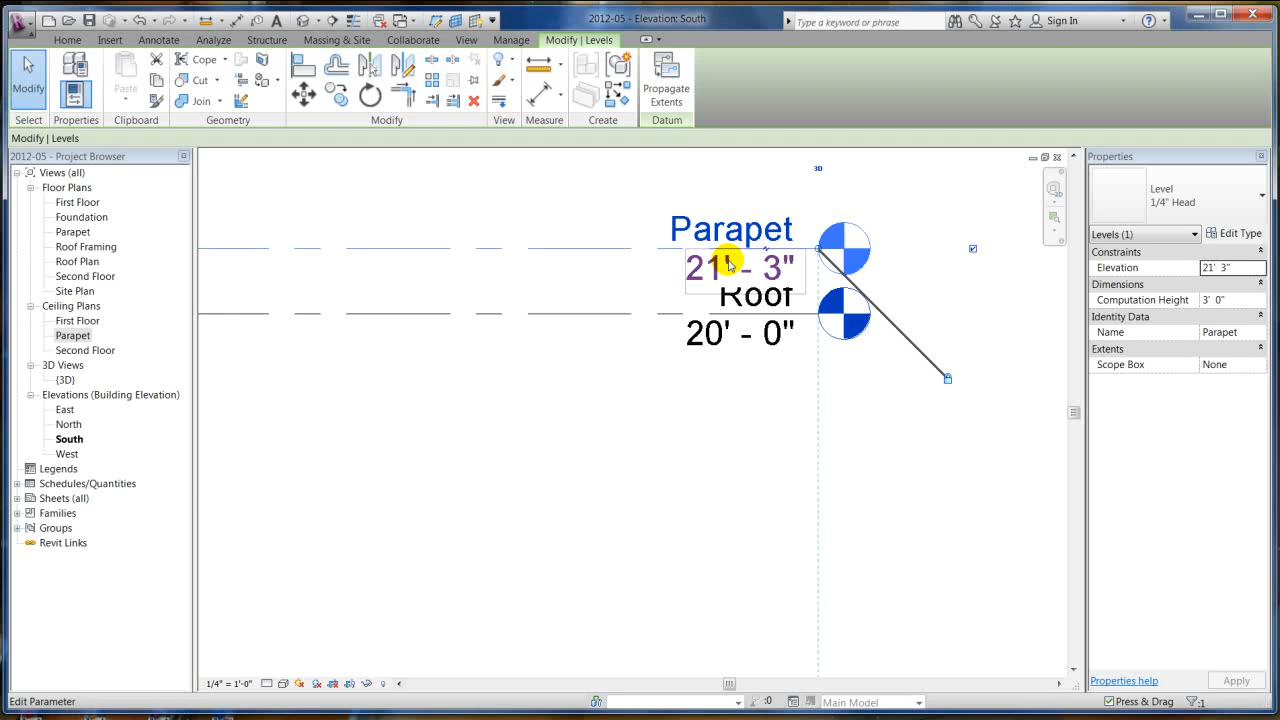 2012-05 - Elevation: South
Type a keyword or phrase
Sign In
Home Insert Annotate Analyze Structure Massing & Site Collaborate View Manage Modify | Levels
Modify
Paste
Cope
Cut
Join
Propagate
Extents
Select Properties Clipboard Geometry Modify View Measure Create Datum
Modify | Levels
2012-05 - Project Browser
Views (all)
Floor Plans
First Floor
Foundation
Parapet
Roof Framing
Roof Plan
Second Floor
Site Plan
Ceiling Plans
First Floor
Parapet
Second Floor
3D Views
{3D}
Elevations (Building Elevation)
East
North
South
West
Legends
Schedules/Quantities
Sheets (all)
Families
Groups
Revit Links
3D
Parapet
21' - 3"
Roof
20' - 0"
Properties
Level
1/4" Head
Levels (1)
Edit Type
Constraints
Elevation 21' 3"
Dimensions
Computation Height 3' 0"
Identity Data
Name Parapet
Extents
Scope Box None
Properties help
Apply
1/4" = 1'-0"
Edit Parameter
:0
Main Model
Press & Drag
:1